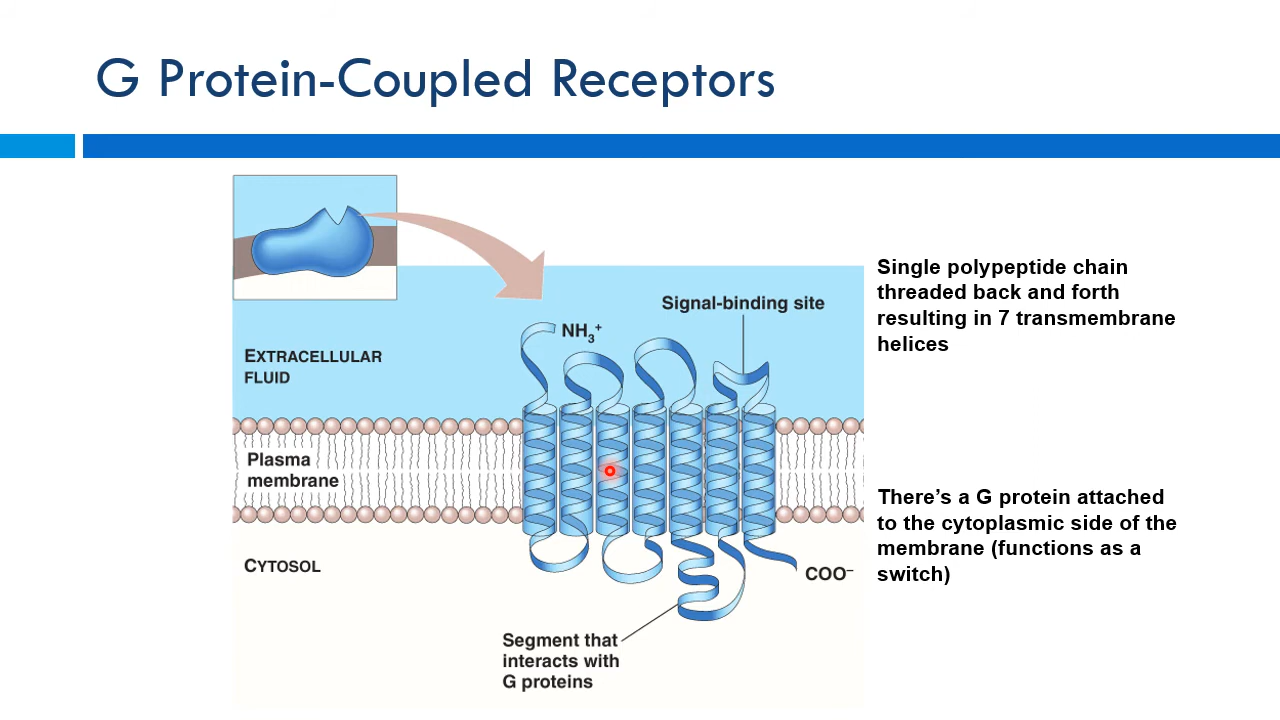 G Protein-Coupled Receptors
Signal-binding site
NH₃⁺
EXTRACELLULAR
FLUID
Plasma
membrane
CYTOSOL
COO⁻
Segment that
interacts with
G proteins
Single polypeptide chain
threaded back and forth
resulting in 7 transmembrane
helices
There’s a G protein attached
to the cytoplasmic side of the
membrane (functions as a
switch)